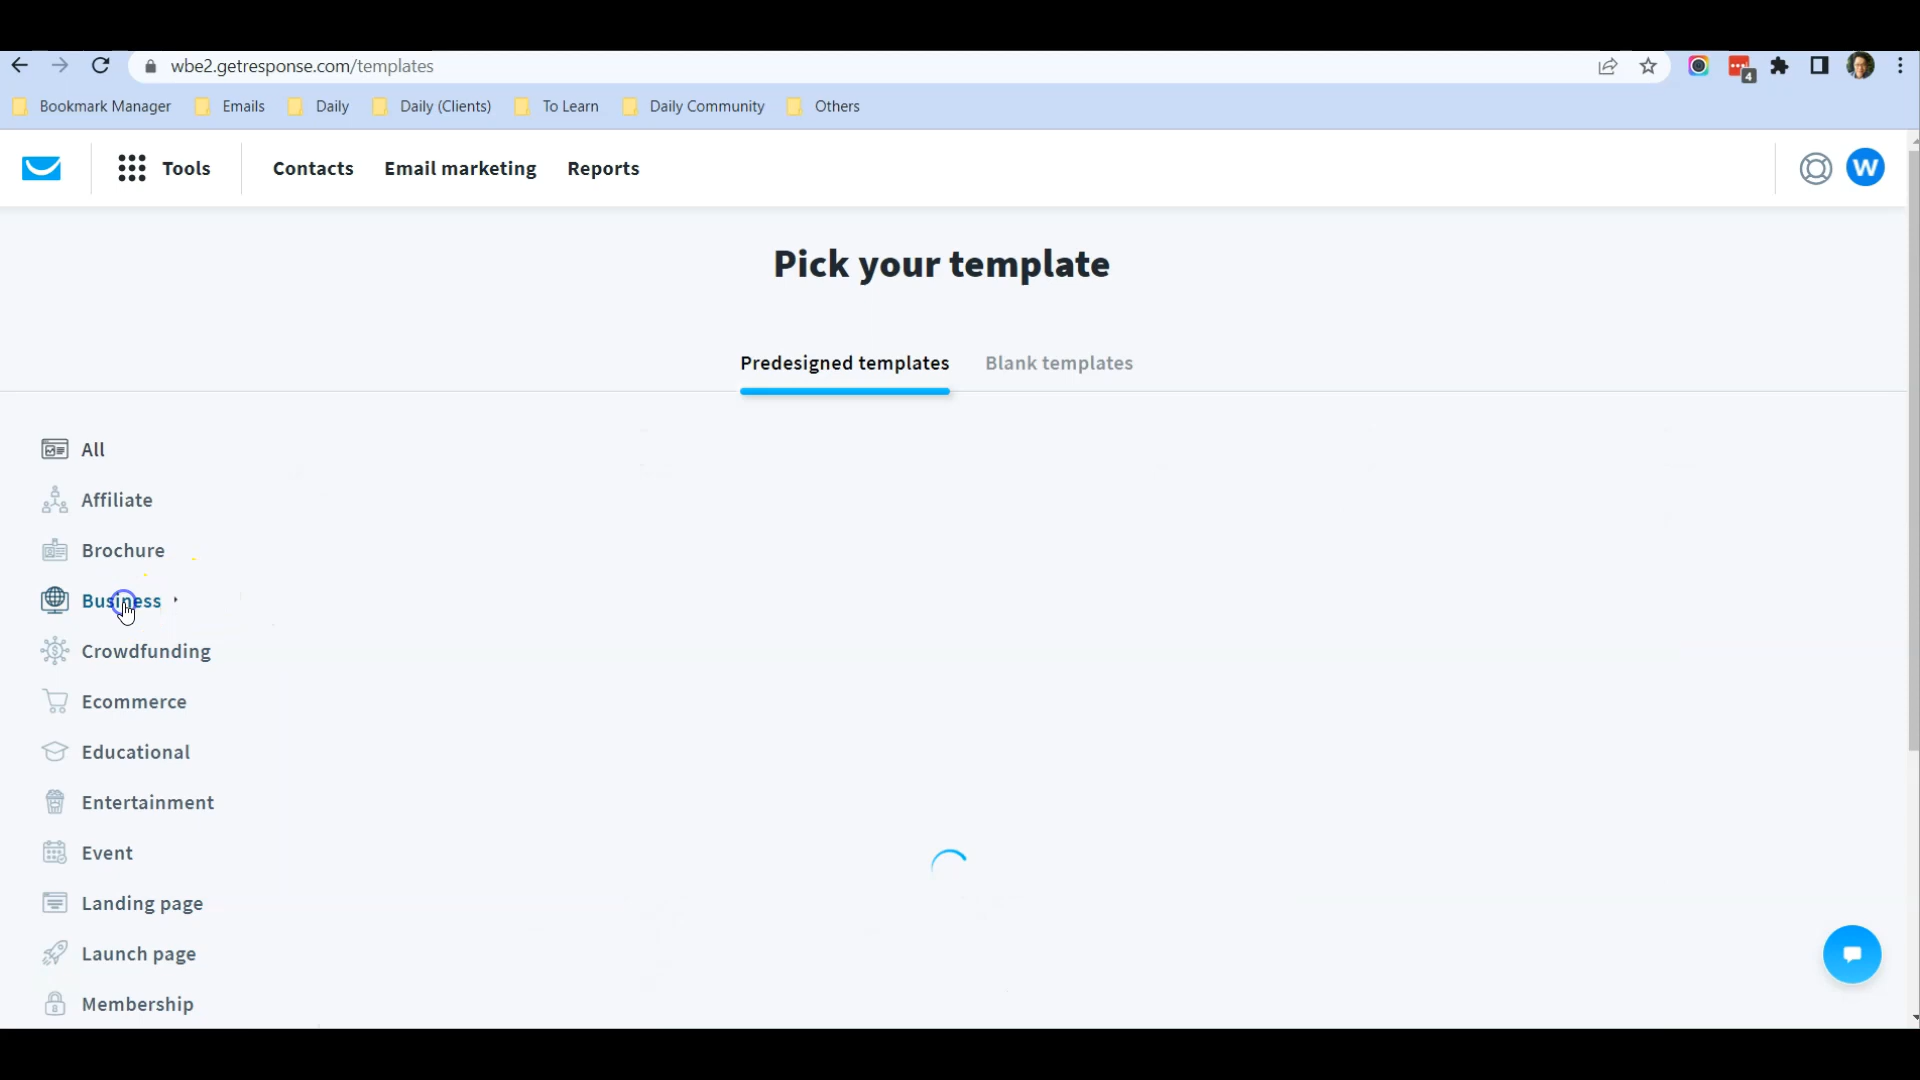 wbe2.getresponse.com/templates
4
Bookmark Manager Emails Daily Daily (Clients) To Learn Daily Community Others
Tools Contacts Email marketing Reports W
Pick your template
Predesigned templates Blank templates
All
Affiliate
Brochure
Business
Crowdfunding
Ecommerce
Educational
Entertainment
Event
Landing page
Launch page
Membership